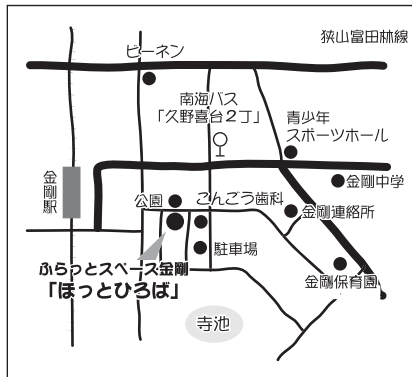 狭山富田林線
ピーネン
南海バス
「久野喜台2丁」
青少年
スポーツホール
金剛駅
公園
こんごう歯科
金剛中学
金剛連絡所
駐車場
ふらっとスペース金剛
「ほっとひろば」
金剛保育園
寺池